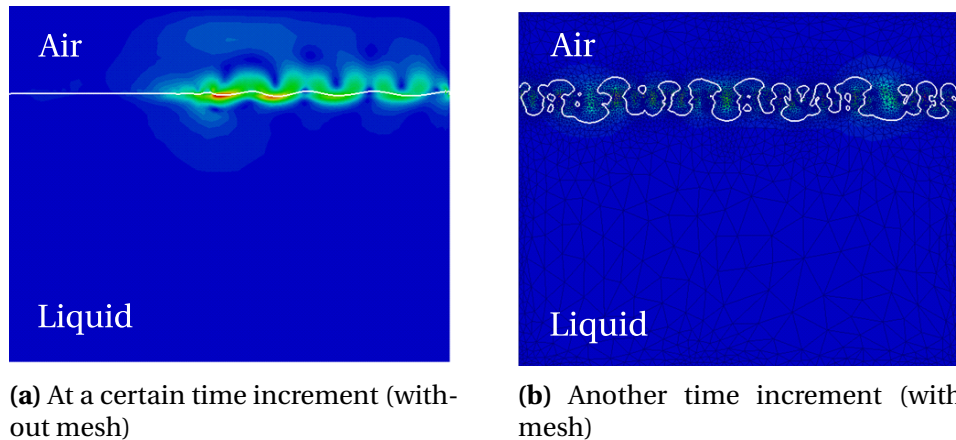 Air
Liquid
(a) At a certain time increment (with-
out mesh)
Air
Liquid
(b) Another time increment (with
mesh)